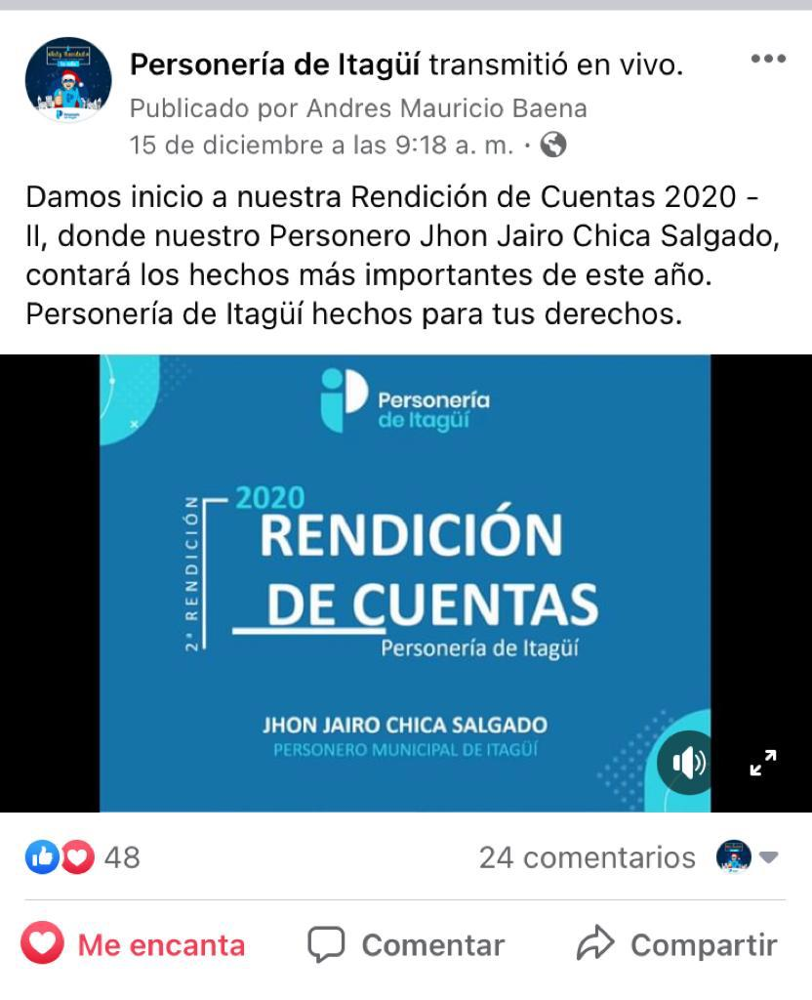 Personería de Itagüí transmitió en vivo.
Publicado por Andres Mauricio Baena
15 de diciembre a las 9:18 a. m. ·
Damos inicio a nuestra Rendición de Cuentas 2020 -
II, donde nuestro Personero Jhon Jairo Chica Salgado,
contará los hechos más importantes de este año.
Personería de Itagüí hechos para tus derechos.
Personería
de Itagüí
2ª RENDICIÓN
2020
RENDICIÓN
DE CUENTAS
Personería de Itagüí
JHON JAIRO CHICA SALGADO
PERSONERO MUNICIPAL DE ITAGÜÍ
48
24 comentarios
Me encanta
Comentar
Compartir